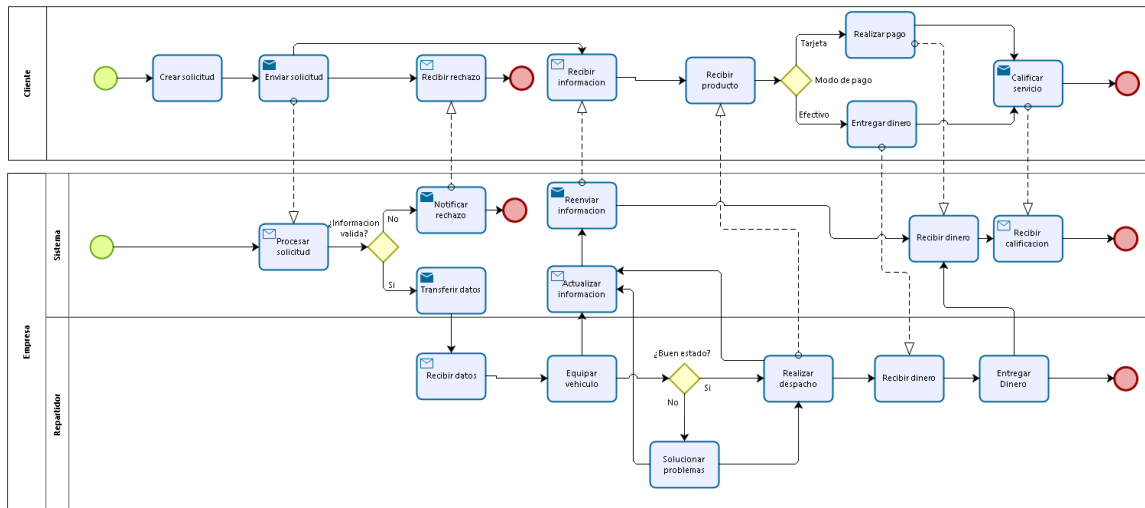 Cliente
Crear solicitud
Enviar solicitud
Recibir rechazo
Recibir
informacion
Recibir
producto
Modo de pago
Tarjeta
Efectivo
Realizar pago
Entregar dinero
Calificar
servicio
Empresa
Sistema
Procesar
solicitud
¿Informacion
valida?
No
Si
Notificar
rechazo
Transferir datos
Reenviar
informacion
Actualizar
informacion
Recibir dinero
Recibir
calificacion
Repartidor
Recibir datos
Equipar
vehiculo
¿Buen estado?
Si
No
Solucionar
problemas
Realizar
despacho
Recibir dinero
Entregar
Dinero